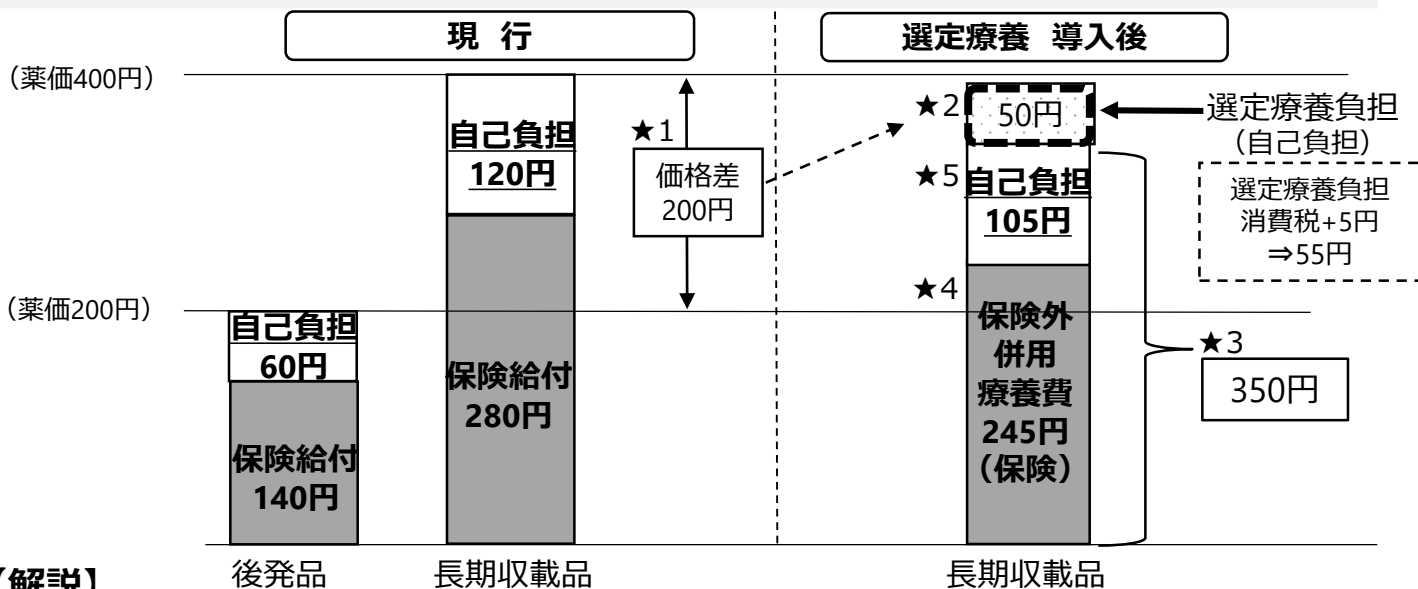 現 行
選定療養 導入後
（薬価400円）
自己負担
120円
★1
価格差
200円
★2
50円
選定療養負担
（自己負担）
★5
自己負担
105円
選定療養負担
消費税+5円
⇒55円
（薬価200円）
自己負担
60円
保険給付
140円
保険給付
280円
★4
保険外
併用
療養費
245円
（保険）
★3
350円
【解説】
後発品
長期収載品
長期収載品